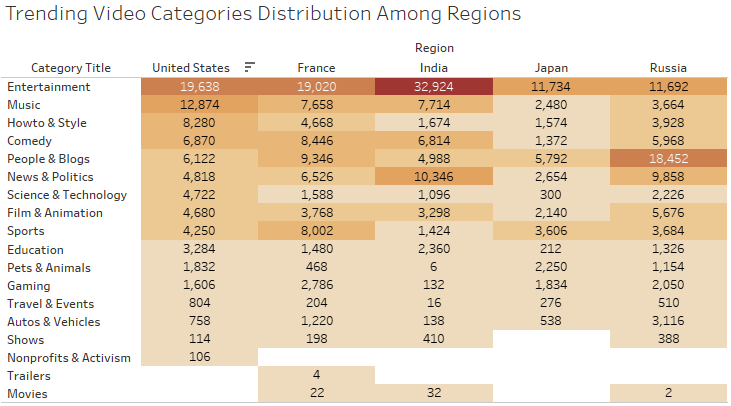 Trending Video Categories Distribution Among Regions
Region
Category Title United States France India Japan Russia
Entertainment 19,638 19,020 32,924 11,734 11,692
Music 12,874 7,658 7,714 2,480 3,664
Howto & Style 8,280 4,668 1,674 1,574 3,928
Comedy 6,870 8,446 6,814 1,372 5,968
People & Blogs 6,122 9,346 4,988 5,792 18,452
News & Politics 4,818 6,526 10,346 2,654 9,858
Science & Technology 4,722 1,588 1,096 300 2,226
Film & Animation 4,680 3,768 3,298 2,140 5,676
Sports 4,250 8,002 1,424 3,606 3,684
Education 3,284 1,480 2,360 212 1,326
Pets & Animals 1,832 468 6 2,250 1,154
Gaming 1,606 2,786 132 1,834 2,050
Travel & Events 804 204 16 276 510
Autos & Vehicles 758 1,220 138 538 3,116
Shows 114 198 410 388
Nonprofits & Activism 106
Trailers 4
Movies 22 32 2